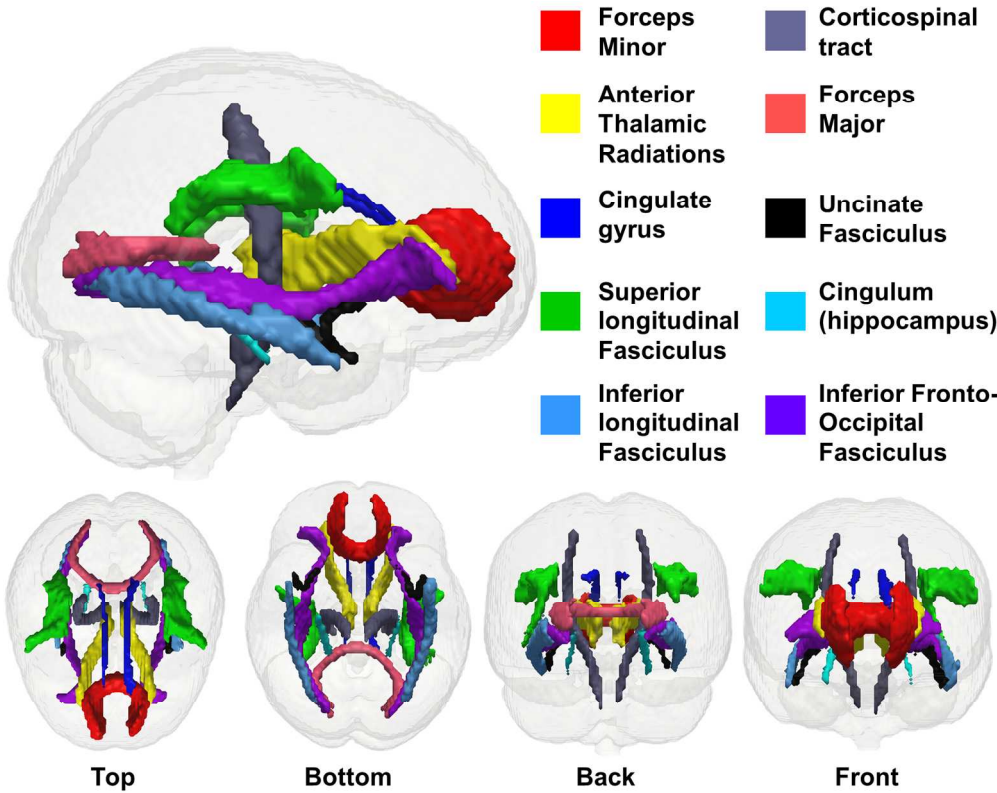 Forceps
Minor
Corticospinal
tract
Anterior
Thalamic
Radiations
Forceps
Major
Cingulate
gyrus
Uncinate
Fasciculus
Superior
longitudinal
Fasciculus
Cingulum
(hippocampus)
Inferior
longitudinal
Fasciculus
Inferior Fronto-
Occipital
Fasciculus
Top
Bottom
Back
Front